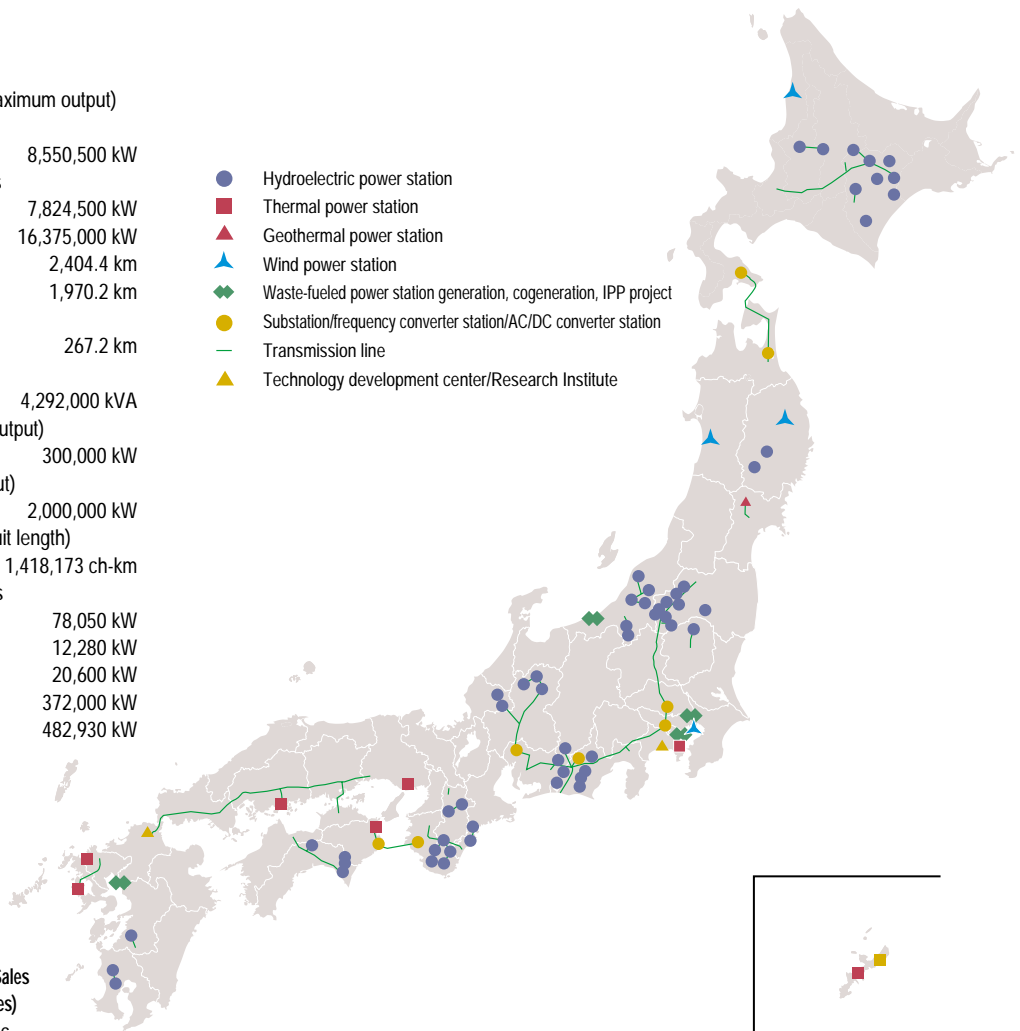 aximum output)
8,550,500 kW
s
7,824,500 kW
16,375,000 kW
2,404.4 km
1,970.2 km
267.2 km
4,292,000 kVA
utput)
300,000 kW
ut)
2,000,000 kW
uit length)
1,418,173 ch-km
s
78,050 kW
12,280 kW
20,600 kW
372,000 kW
482,930 kW
Sales
es)
Hydroelectric power station
Thermal power station
Geothermal power station
Wind power station
Waste-fueled power station generation, cogeneration, IPP project
Substation/frequency converter station/AC/DC converter station
Transmission line
Technology development center/Research Institute